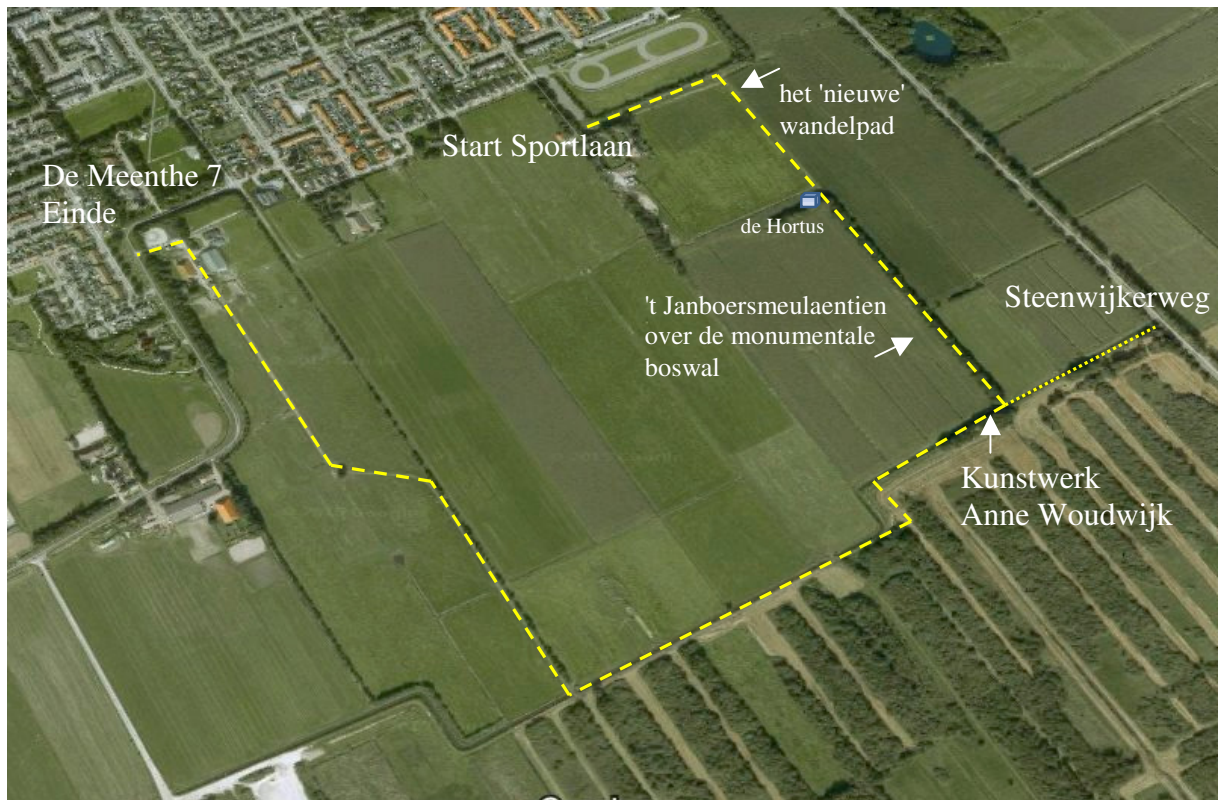 het 'nieuwe'
wandelpad
Start Sportlaan
De Meenthe 7
Einde
de Hortus
Steenwijkerweg
't Janboersmeulaentien
over de monumentale
boswal
Kunstwerk
Anne Woudwijk